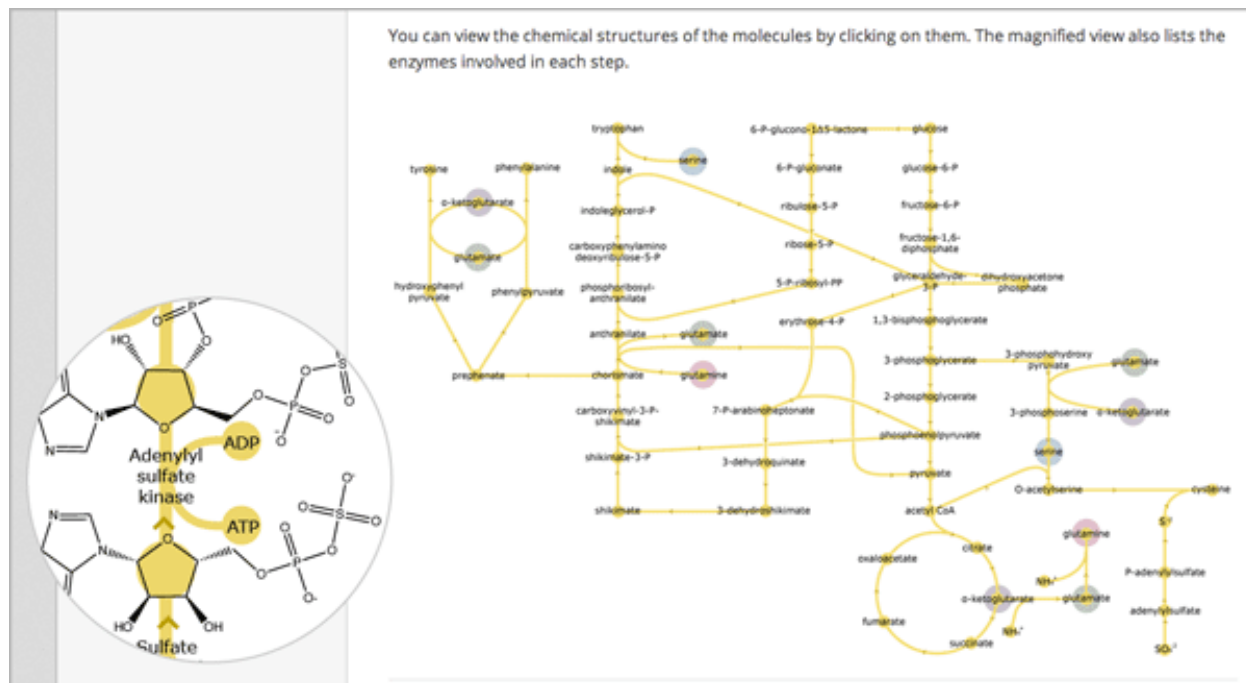 You can view the chemical structures of the molecules by clicking on them. The magnified view also lists the
enzymes involved in each step.
tryptophan
6-P-glucono-1Δ5-lactone
glucose
serine
tyrosine
phenylalanine
indole
6-P-gluconate
glucose-6-P
α-ketoglutarate
indoleglycerol-P
ribulose-5-P
fructose-6-P
carboxyphenylamino
deoxyribulose-5-P
ribose-5-P
fructose-1,6-
diphosphate
glutamate
hydroxyphenyl
pyruvate
phenylpyruvate
phosphoribosyl-
anthranilate
5-P-ribosyl-PP
glyceraldehyde-
3-P
dihydroxyacetone
phosphate
anthranilate
glutamate
erythrose-4-P
1,3-bisphosphoglycerate
prephenate
chorismate
glutamine
3-phosphoglycerate
3-phosphohydroxy
pyruvate
glutamate
carboxyvinyl-3-P-
shikimate
7-P-arabinoheptonate
2-phosphoglycerate
3-phosphoserine
α-ketoglutarate
phosphoenolpyruvate
shikimate-3-P
3-dehydroquinate
pyruvate
serine
O-acetylserine
cysteine
shikimate
3-dehydroshikimate
acetyl CoA
glutamine
oxaloacetate
citrate
P-adenylylsulfate
NH₄⁺
α-ketoglutarate
glutamate
adenylylsulfate
fumarate
NH₄⁺
succinate
P
O
HO
O
S
O
O
O
P
O
N
O
O
O⁻
N
ADP
Adenylyl
sulfate
kinase
ATP
O⁻
O
S
O
N
O
O
O
P
N
O
O-
HO
OH
Sulfate